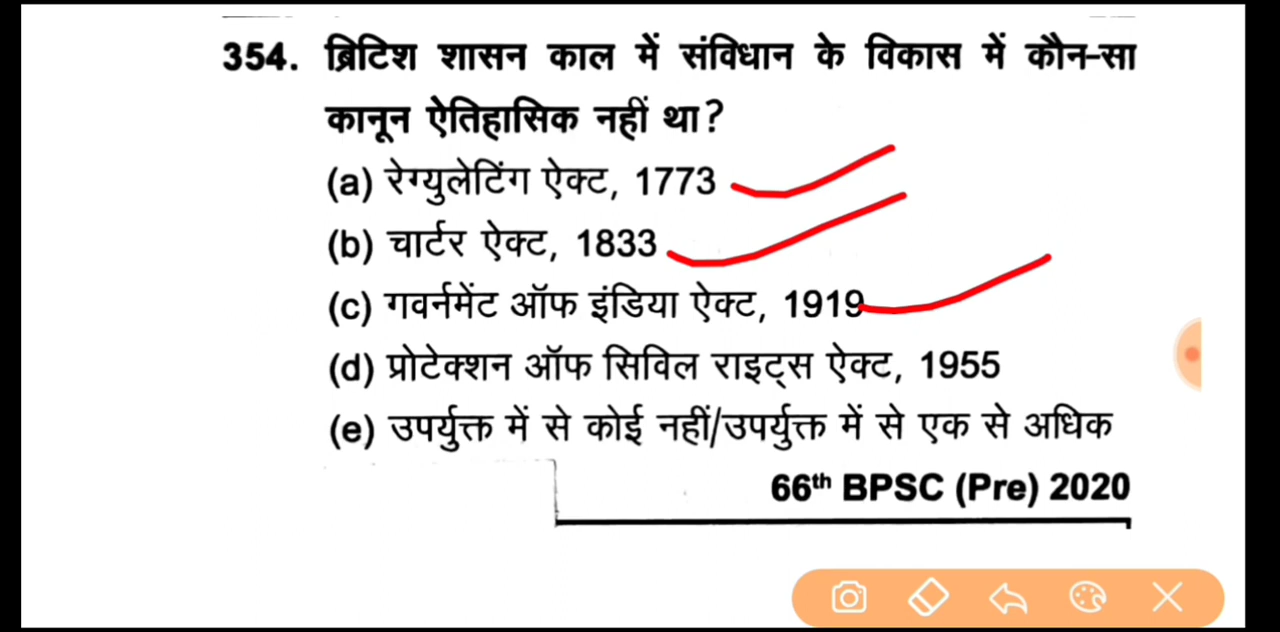 354. ब्रिटिश शासन काल में संविधान के विकास में कौन-सा
कानून ऐतिहासिक नहीं था?
(a) रेग्युलेटिंग ऐक्ट, 1773
(b) चार्टर ऐक्ट, 1833
(c) गवर्नमेंट ऑफ इंडिया ऐक्ट, 1919
(d) प्रोटेक्शन ऑफ सिविल राइट्स ऐक्ट, 1955
(e) उपर्युक्त में से कोई नहीं/उपर्युक्त में से एक से अधिक
66th BPSC (Pre) 2020